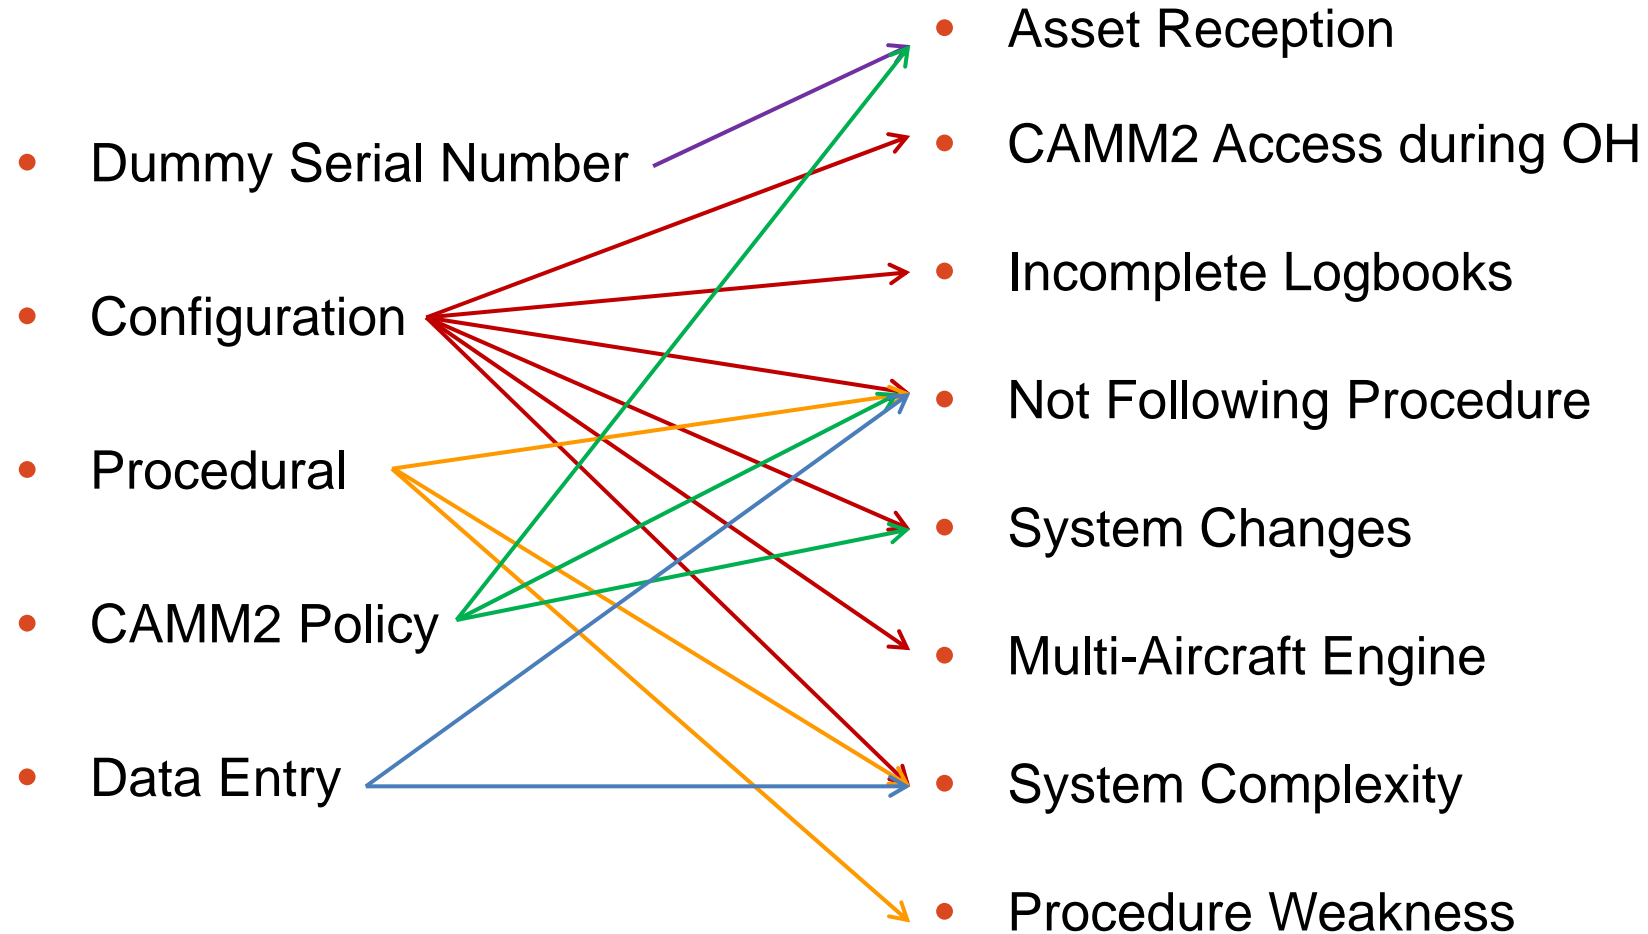 Dummy Serial Number
Configuration
Procedural
CAMM2 Policy
Data Entry
Asset Reception
CAMM2 Access during OH
Incomplete Logbooks
Not Following Procedure
System Changes
Multi-Aircraft Engine
System Complexity
Procedure Weakness